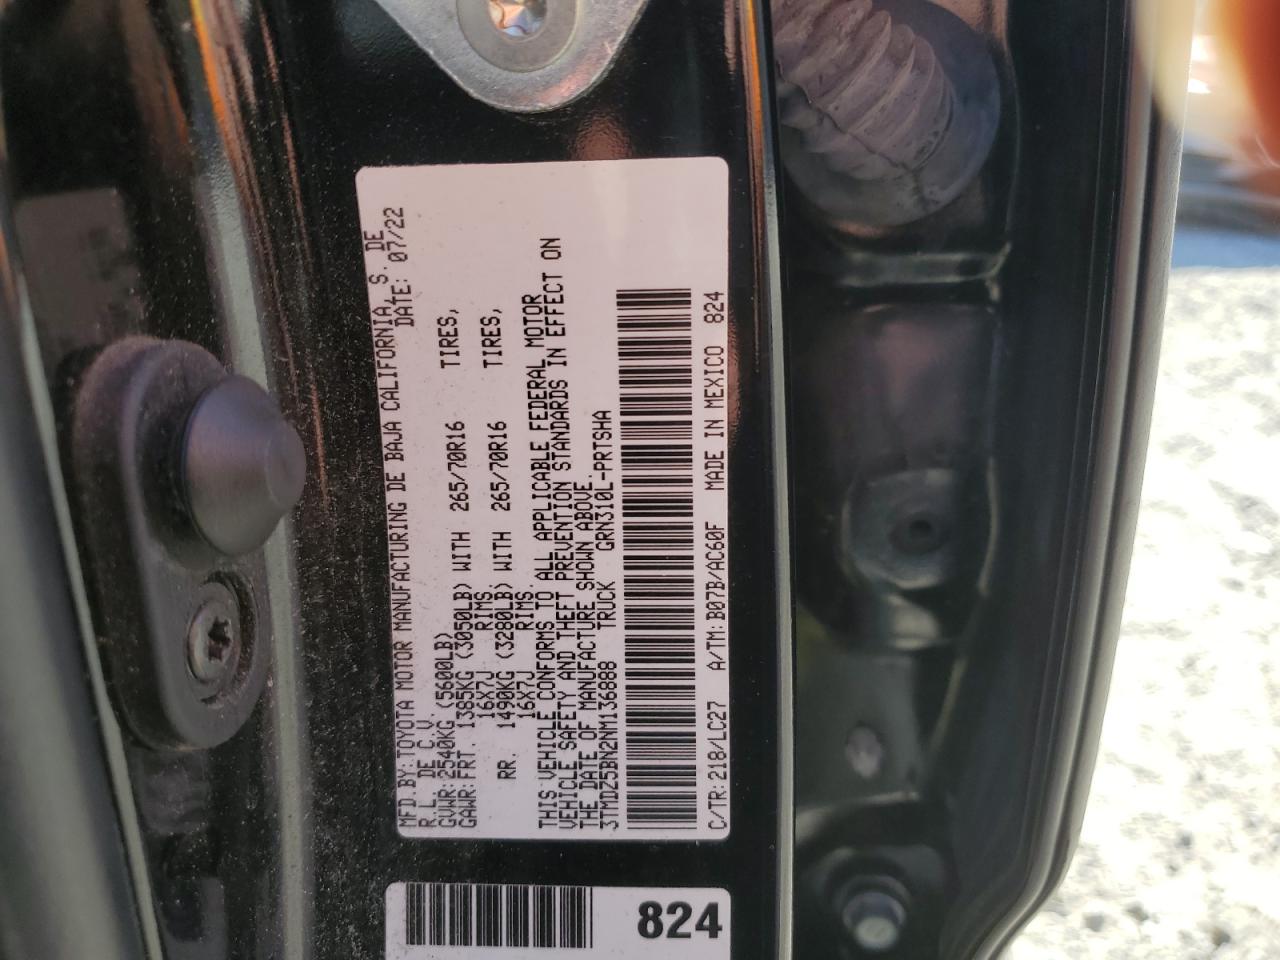 MFD.BY:TOYOTA MOTOR MANUFACTURING DE BAJA CALIFORNIA, S. DE
R.L. DE C.V. DATE: 07/22
GVWR:2540KG (5600LB)
GAWR:FRT. 1385KG (3050LB) WITH 265/70R16 TIRES,
16X7J RIMS
RR. 1490KG (3280LB) WITH 265/70R16 TIRES,
16X7J RIMS.
THIS VEHICLE CONFORMS TO ALL APPLICABLE FEDERAL MOTOR
VEHICLE SAFETY AND THEFT PREVENTION STANDARDS IN EFFECT ON
THE DATE OF MANUFACTURE SHOWN ABOVE.
3TMDZ5BN2NM136888 TRUCK GRN310L-PRTSHA
C/TR:218/LC27 A/TM:B07B/AC60F MADE IN MEXICO 824
824